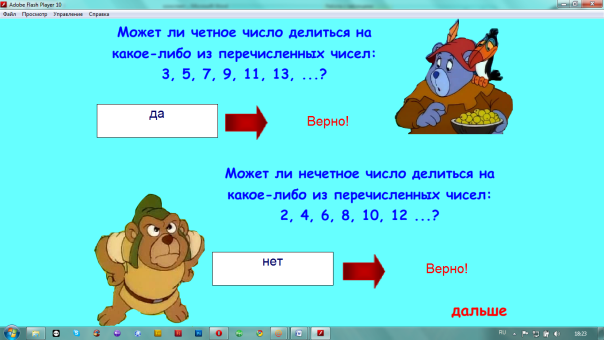 Adobe Flash Player 10
Файл Просмотр Управление Справка
Может ли четное число делиться на
какое-либо из перечисленных чисел:
3, 5, 7, 9, 11, 13, ...?
да
Верно!
Может ли нечетное число делиться на
какое-либо из перечисленных чисел:
2, 4, 6, 8, 10, 12 ...?
нет
Верно!
дальше
RU
18:23